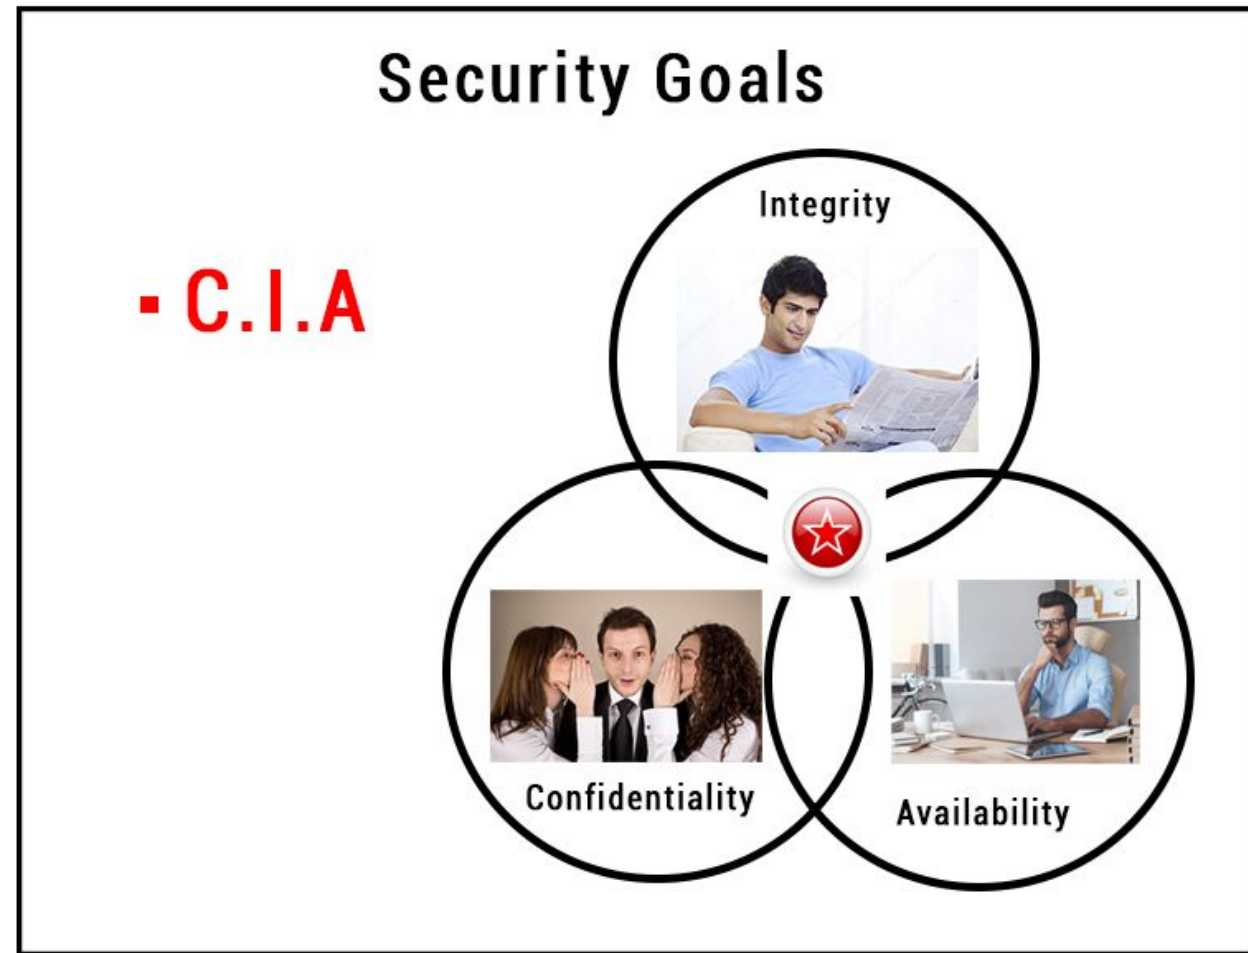 Security Goals
▪ C.I.A
Integrity
Confidentiality
Availability